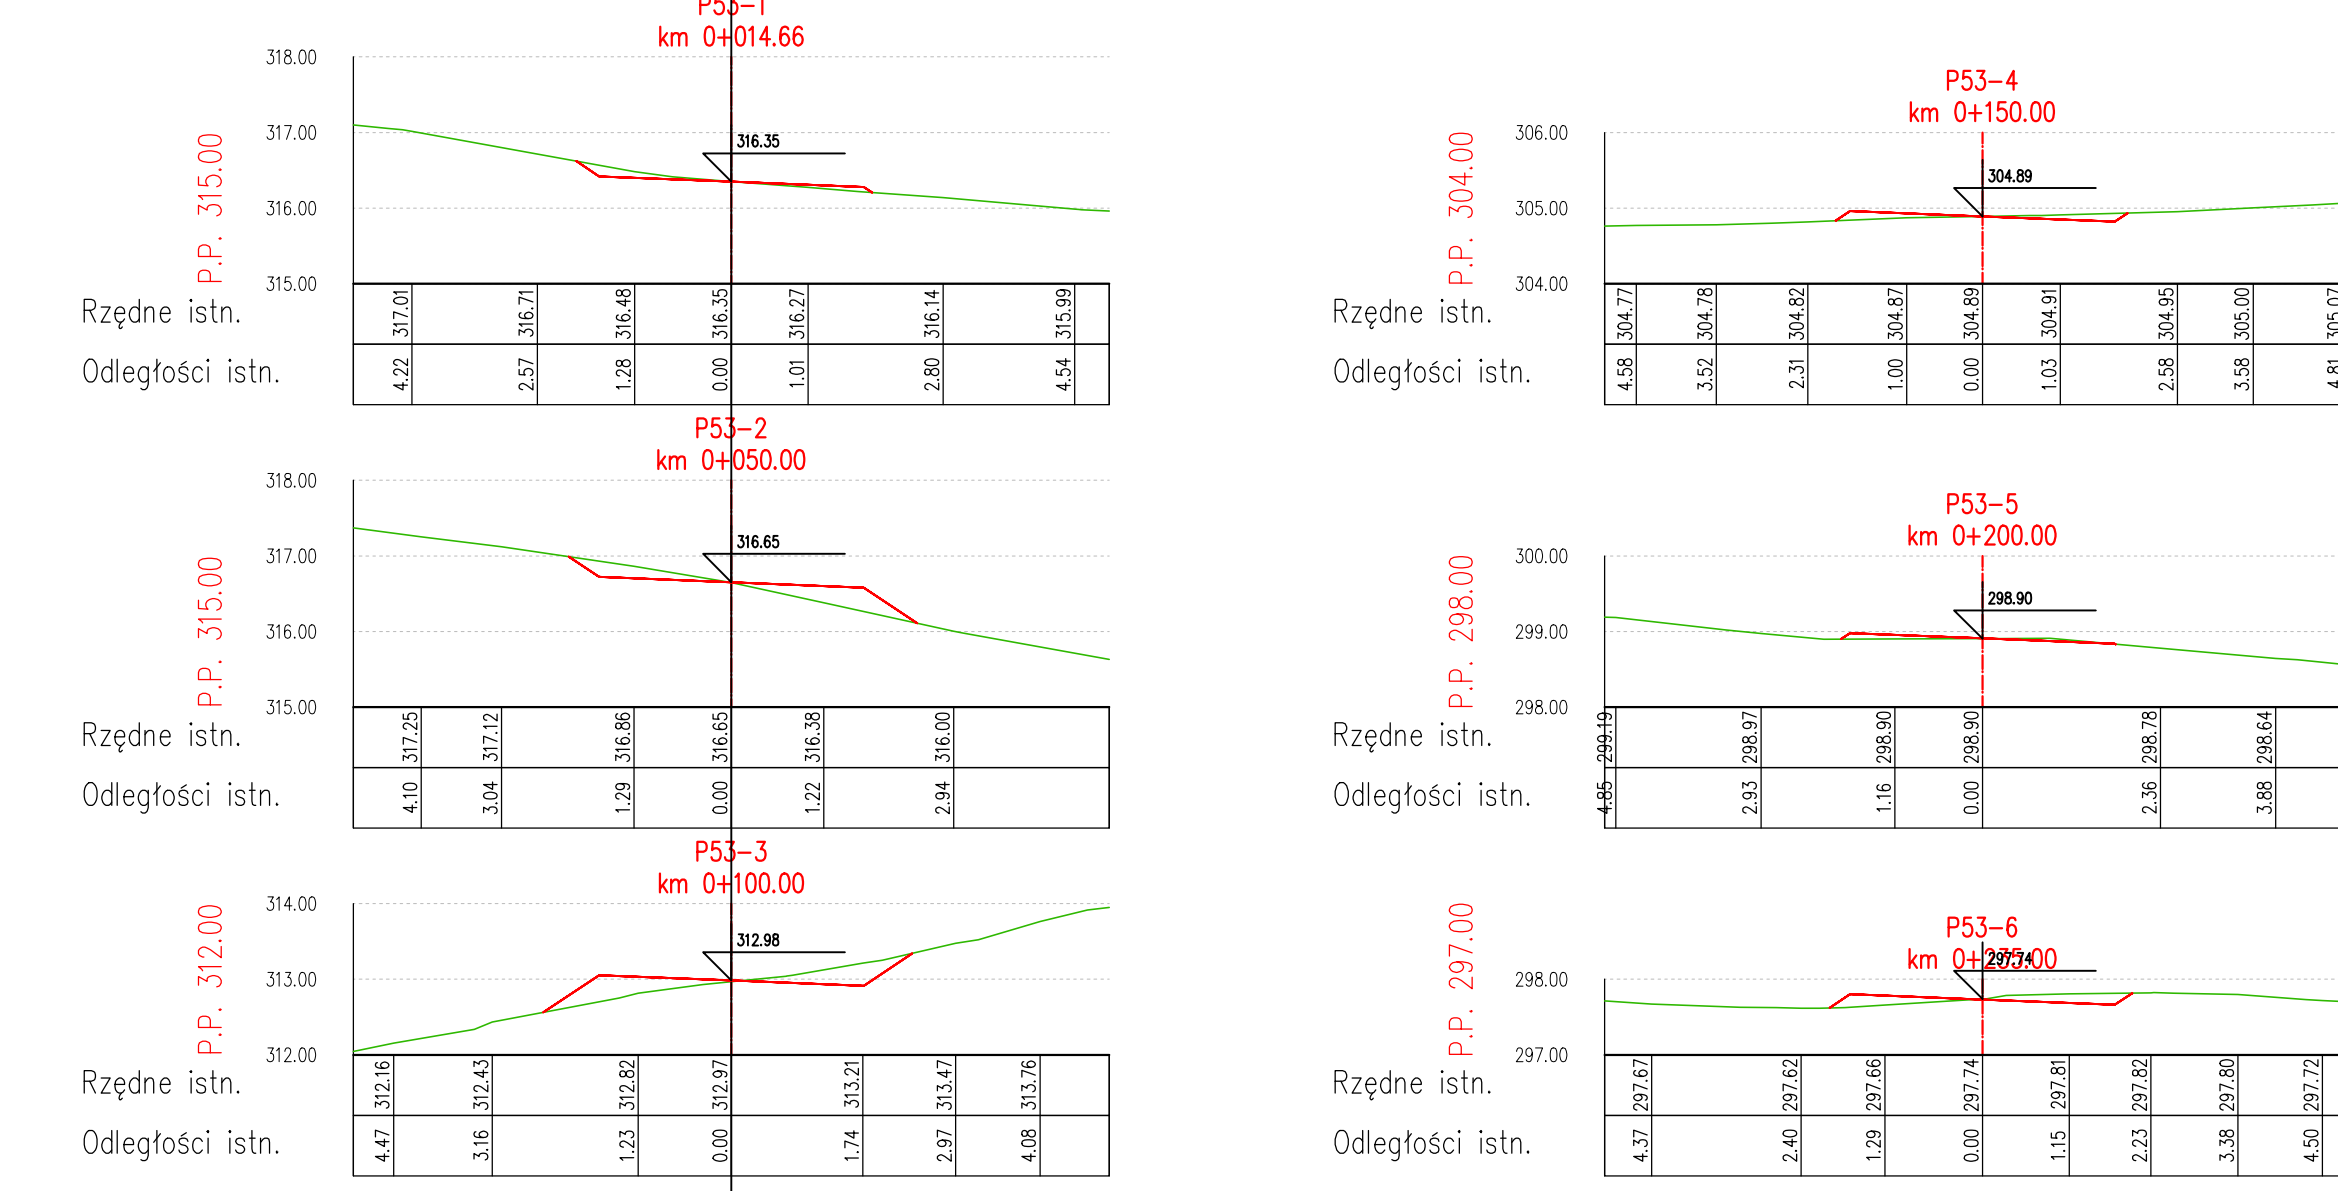 P53-1
km 0+014.66
318.00
317.00
316.00
315.00
P.P. 315.00
316.35
Rzędne istn.
317.01 316.71 316.48 316.35 316.27 316.14 315.99
Odległości istn.
4.22 2.57 1.28 0.00 1.01 2.80 4.54
P53-2
km 0+050.00
318.00
317.00
316.00
315.00
P.P. 315.00
316.65
Rzędne istn.
317.25 317.12 316.86 316.65 316.38 316.00
Odległości istn.
4.10 3.04 1.29 0.00 1.22 2.94
P53-3
km 0+100.00
314.00
313.00
312.00
P.P. 312.00
312.98
Rzędne istn.
312.16 312.43 312.82 312.97 313.21 313.47 313.76
Odległości istn.
4.47 3.16 1.23 0.00 1.74 2.97 4.08
P53-4
km 0+150.00
306.00
305.00
304.00
P.P. 304.00
304.89
Rzędne istn.
304.77 304.78 304.82 304.87 304.89 304.91 304.95 305.00 305.07
Odległości istn.
4.58 3.52 2.31 1.00 0.00 1.03 2.58 3.58 4.81
P53-5
km 0+200.00
300.00
299.00
298.00
P.P. 298.00
298.90
Rzędne istn.
299.19 298.97 298.90 298.90 298.78 298.64
Odległości istn.
4.85 2.93 1.16 0.00 2.36 3.88
P53-6
km 0+235.00
298.00
297.00
P.P. 297.00
297.74
Rzędne istn.
297.67 297.62 297.66 297.74 297.81 297.82 297.80 297.72
Odległości istn.
4.37 2.40 1.29 0.00 1.15 2.23 3.38 4.50